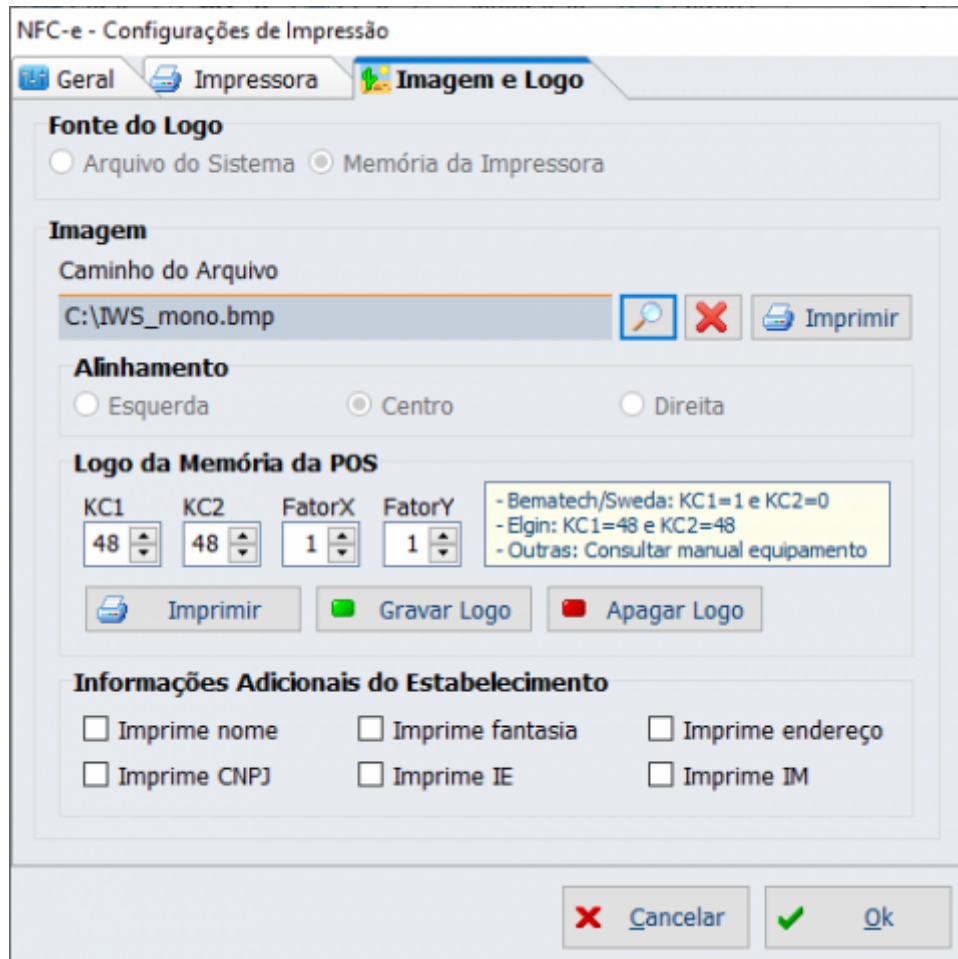 NFC-e - Configurações de Impressão
Geral Impressora Imagem e Logo
Fonte do Logo
Arquivo do Sistema Memória da Impressora
Imagem
Caminho do Arquivo
C:\IWS_mono.bmp Imprimir
Alinhamento
Esquerda Centro Direita
Logo da Memória da POS
KC1 KC2 FatorX FatorY
48 48 1 1
- Bematech/Sweda: KC1=1 e KC2=0
- Elgin: KC1=48 e KC2=48
- Outras: Consultar manual equipamento
Imprimir Gravar Logo Apagar Logo
Informações Adicionais do Estabelecimento
Imprime nome Imprime fantasia Imprime endereço
Imprime CNPJ Imprime IE Imprime IM
Cancelar Ok